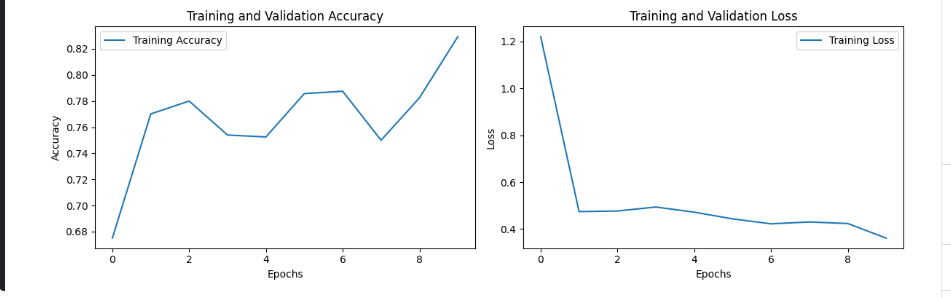 Training and Validation Accuracy
Training Accuracy
0.82
0.80
0.78
0.76
0.74
0.72
0.70
0.68
Accuracy
0
2
4
6
8
Epochs
Training and Validation Loss
Training Loss
1.2
1.0
0.8
0.6
0.4
Loss
0
2
4
6
8
Epochs